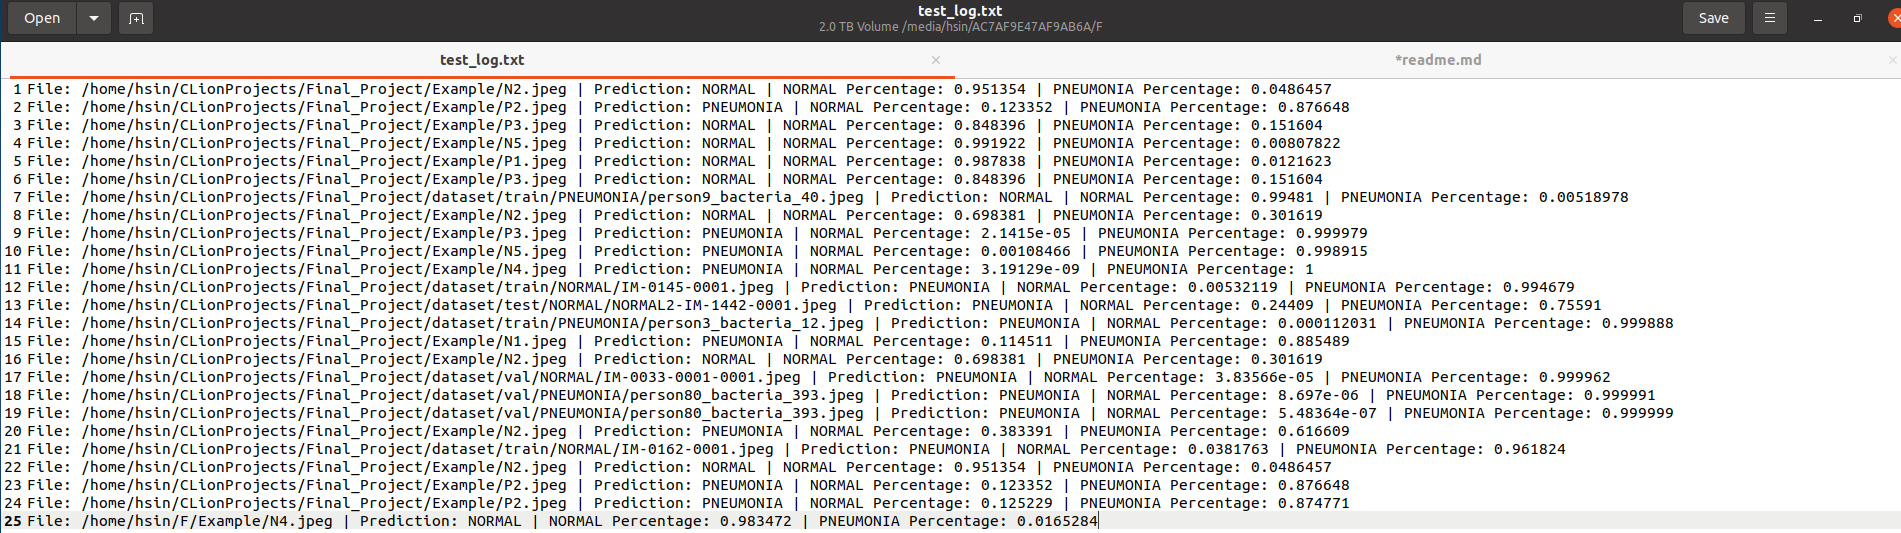 Open
test_log.txt
2.0 TB Volume /media/hsin/AC7AF9E47AF9AB6A/F
Save
test_log.txt
*readme.md
1 File: /home/hsin/CLionProjects/Final_Project/Example/N2.jpeg | Prediction: NORMAL | NORMAL Percentage: 0.951354 | PNEUMONIA Percentage: 0.0486457
2 File: /home/hsin/CLionProjects/Final_Project/Example/P2.jpeg | Prediction: PNEUMONIA | NORMAL Percentage: 0.123352 | PNEUMONIA Percentage: 0.876648
3 File: /home/hsin/CLionProjects/Final_Project/Example/P3.jpeg | Prediction: NORMAL | NORMAL Percentage: 0.848396 | PNEUMONIA Percentage: 0.151604
4 File: /home/hsin/CLionProjects/Final_Project/Example/N5.jpeg | Prediction: NORMAL | NORMAL Percentage: 0.991922 | PNEUMONIA Percentage: 0.00807822
5 File: /home/hsin/CLionProjects/Final_Project/Example/P1.jpeg | Prediction: NORMAL | NORMAL Percentage: 0.987838 | PNEUMONIA Percentage: 0.0121623
6 File: /home/hsin/CLionProjects/Final_Project/Example/P3.jpeg | Prediction: NORMAL | NORMAL Percentage: 0.848396 | PNEUMONIA Percentage: 0.151604
7 File: /home/hsin/CLionProjects/Final_Project/dataset/train/PNEUMONIA/person9_bacteria_40.jpeg | Prediction: NORMAL | NORMAL Percentage: 0.99481 | PNEUMONIA Percentage: 0.00518978
8 File: /home/hsin/CLionProjects/Final_Project/Example/N2.jpeg | Prediction: NORMAL | NORMAL Percentage: 0.698381 | PNEUMONIA Percentage: 0.301619
9 File: /home/hsin/CLionProjects/Final_Project/Example/P3.jpeg | Prediction: PNEUMONIA | NORMAL Percentage: 2.1415e-05 | PNEUMONIA Percentage: 0.999979
10 File: /home/hsin/CLionProjects/Final_Project/Example/N5.jpeg | Prediction: PNEUMONIA | NORMAL Percentage: 0.00108466 | PNEUMONIA Percentage: 0.998915
11 File: /home/hsin/CLionProjects/Final_Project/Example/N4.jpeg | Prediction: PNEUMONIA | NORMAL Percentage: 3.19129e-09 | PNEUMONIA Percentage: 1
12 File: /home/hsin/CLionProjects/Final_Project/dataset/train/NORMAL/IM-0145-0001.jpeg | Prediction: PNEUMONIA | NORMAL Percentage: 0.00532119 | PNEUMONIA Percentage: 0.994679
13 File: /home/hsin/CLionProjects/Final_Project/dataset/test/NORMAL/NORMAL2-IM-1442-0001.jpeg | Prediction: PNEUMONIA | NORMAL Percentage: 0.24409 | PNEUMONIA Percentage: 0.75591
14 File: /home/hsin/CLionProjects/Final_Project/dataset/train/PNEUMONIA/person3_bacteria_12.jpeg | Prediction: PNEUMONIA | NORMAL Percentage: 0.000112031 | PNEUMONIA Percentage: 0.999888
15 File: /home/hsin/CLionProjects/Final_Project/Example/N1.jpeg | Prediction: PNEUMONIA | NORMAL Percentage: 0.114511 | PNEUMONIA Percentage: 0.885489
16 File: /home/hsin/CLionProjects/Final_Project/Example/N2.jpeg | Prediction: NORMAL | NORMAL Percentage: 0.698381 | PNEUMONIA Percentage: 0.301619
17 File: /home/hsin/CLionProjects/Final_Project/dataset/val/NORMAL/IM-0033-0001-0001.jpeg | Prediction: PNEUMONIA | NORMAL Percentage: 3.83566e-05 | PNEUMONIA Percentage: 0.999962
18 File: /home/hsin/CLionProjects/Final_Project/dataset/val/PNEUMONIA/person80_bacteria_393.jpeg | Prediction: PNEUMONIA | NORMAL Percentage: 8.697e-06 | PNEUMONIA Percentage: 0.999991
19 File: /home/hsin/CLionProjects/Final_Project/dataset/val/PNEUMONIA/person80_bacteria_393.jpeg | Prediction: PNEUMONIA | NORMAL Percentage: 5.48364e-07 | PNEUMONIA Percentage: 0.999999
20 File: /home/hsin/CLionProjects/Final_Project/Example/N2.jpeg | Prediction: PNEUMONIA | NORMAL Percentage: 0.383391 | PNEUMONIA Percentage: 0.616609
21 File: /home/hsin/CLionProjects/Final_Project/dataset/train/NORMAL/IM-0162-0001.jpeg | Prediction: PNEUMONIA | NORMAL Percentage: 0.0381763 | PNEUMONIA Percentage: 0.961824
22 File: /home/hsin/CLionProjects/Final_Project/Example/N2.jpeg | Prediction: NORMAL | NORMAL Percentage: 0.951354 | PNEUMONIA Percentage: 0.0486457
23 File: /home/hsin/CLionProjects/Final_Project/Example/P2.jpeg | Prediction: PNEUMONIA | NORMAL Percentage: 0.123352 | PNEUMONIA Percentage: 0.876648
24 File: /home/hsin/CLionProjects/Final_Project/Example/P2.jpeg | Prediction: PNEUMONIA | NORMAL Percentage: 0.125229 | PNEUMONIA Percentage: 0.874771
25 File: /home/hsin/F/Example/N4.jpeg | Prediction: NORMAL | NORMAL Percentage: 0.983472 | PNEUMONIA Percentage: 0.0165284